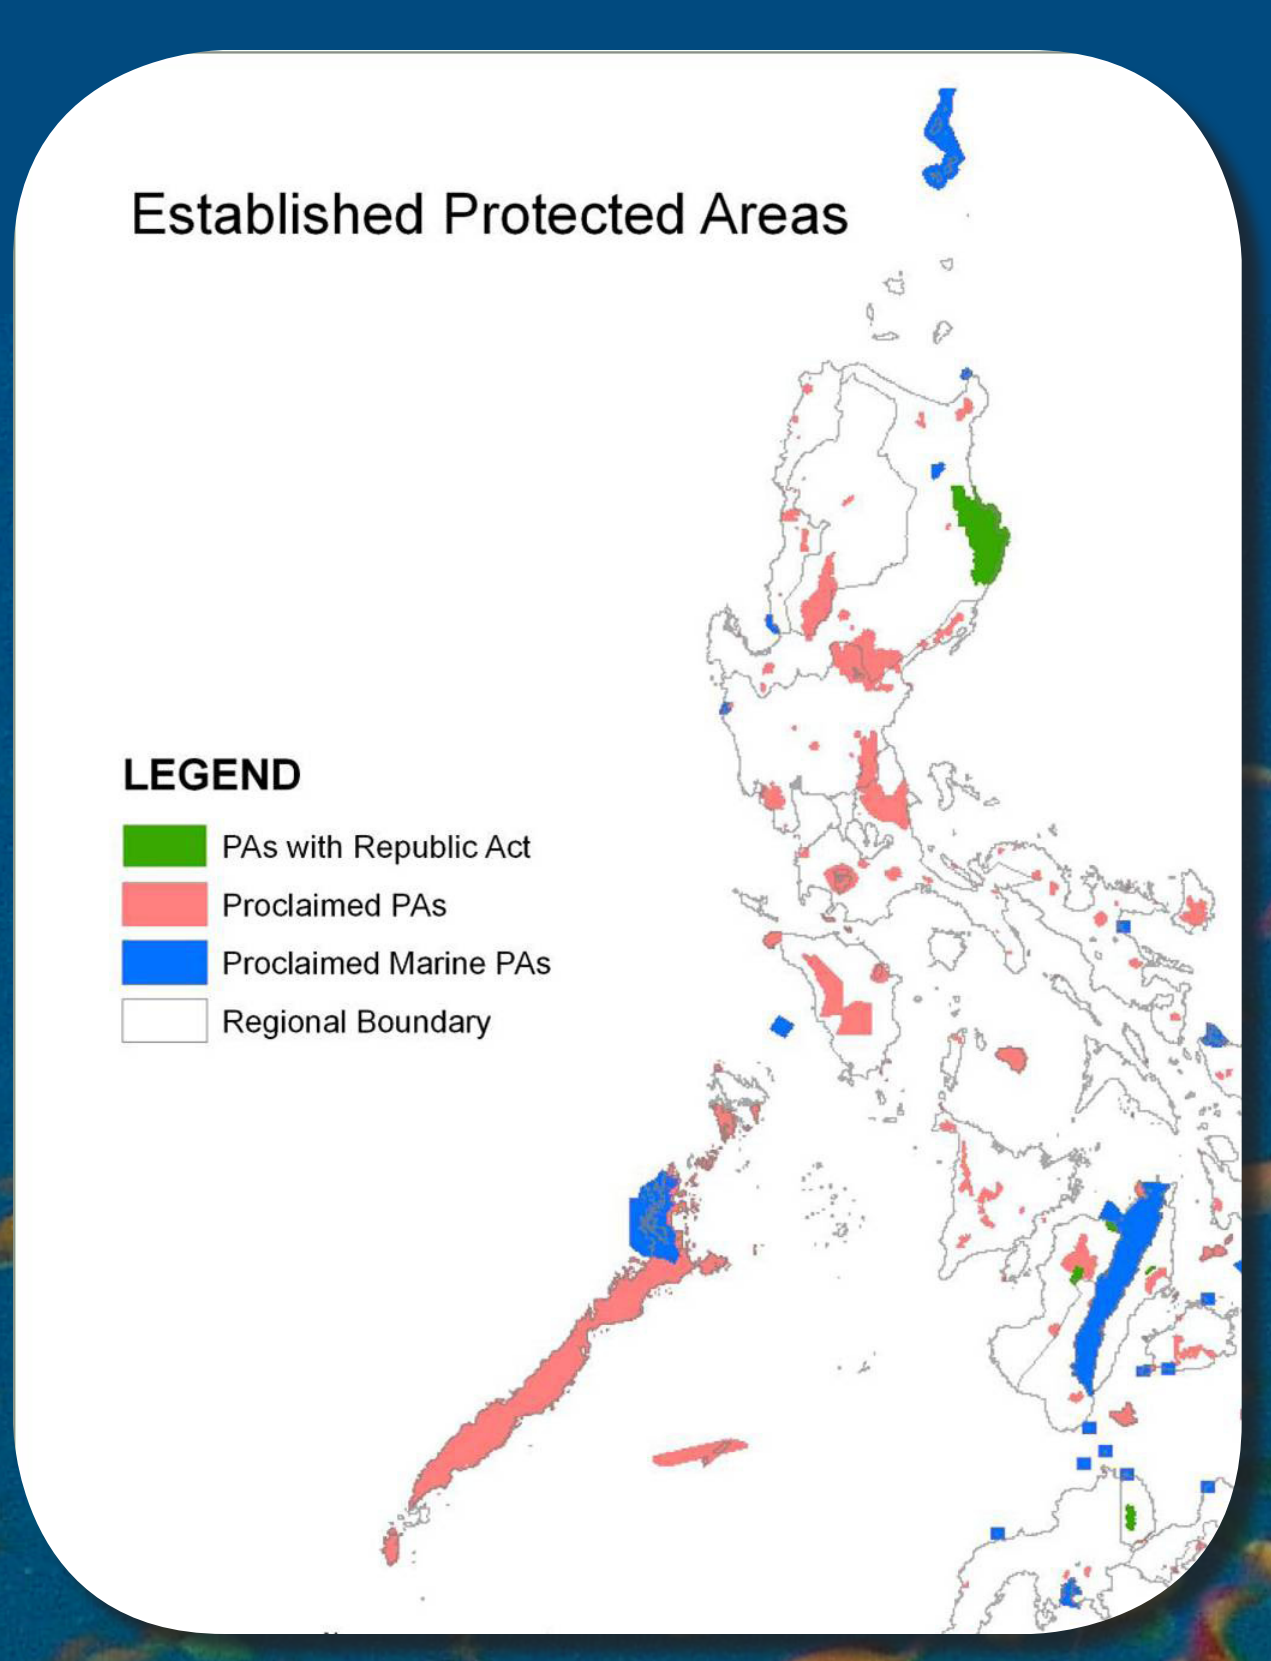 Established Protected Areas
LEGEND
PAs with Republic Act
Proclaimed PAs
Proclaimed Marine PAs
Regional Boundary